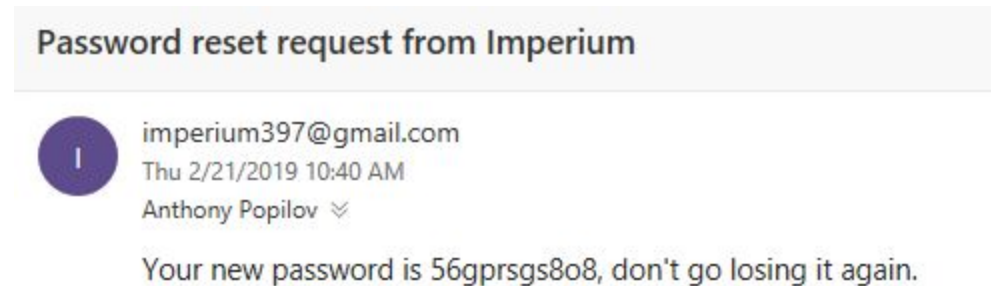 Password reset request from Imperium
I
imperium397@gmail.com
Thu 2/21/2019 10:40 AM
Anthony Popilov
Your new password is 56gprsgs8o8, don't go losing it again.